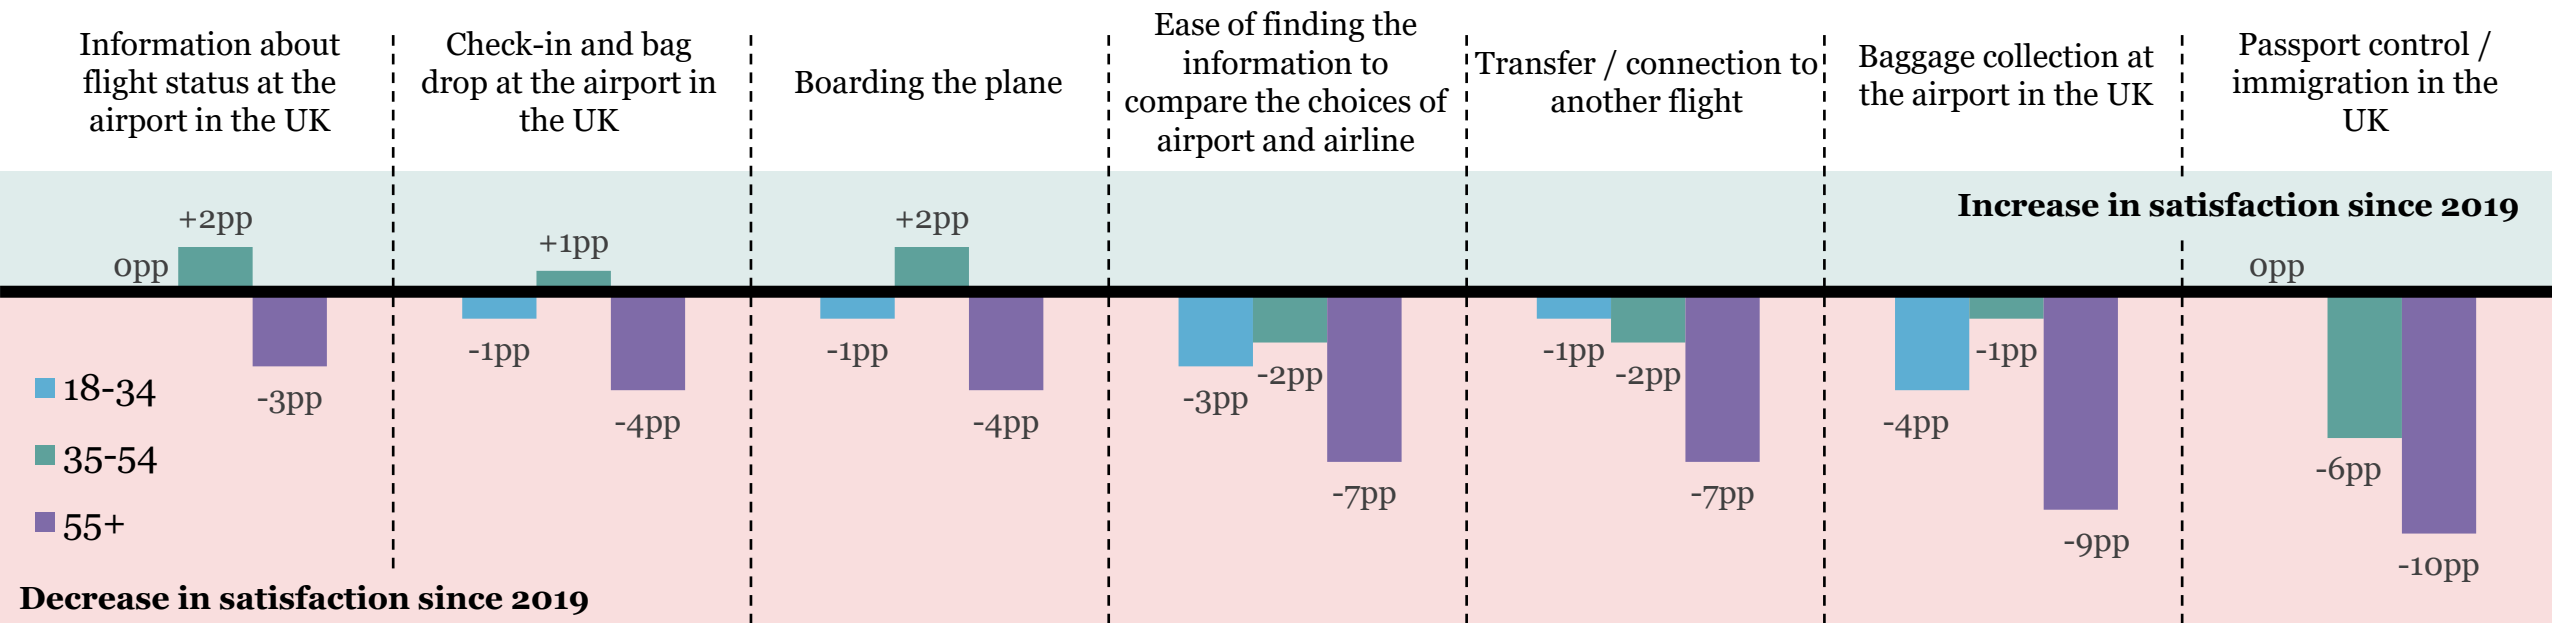 Information about
flight status at the
airport in the UK
Check-in and bag
drop at the airport in
the UK
Boarding the plane
Ease of finding the
information to
compare the choices of
airport and airline
Transfer / connection to
another flight
Baggage collection at
the airport in the UK
Passport control /
immigration in the
UK
Increase in satisfaction since 2019
0pp
+2pp
-3pp
-1pp
+1pp
-4pp
-1pp
+2pp
-4pp
-3pp
-2pp
-7pp
-1pp
-2pp
-7pp
-4pp
-1pp
-9pp
0pp
-6pp
-10pp
18-34
35-54
55+
Decrease in satisfaction since 2019